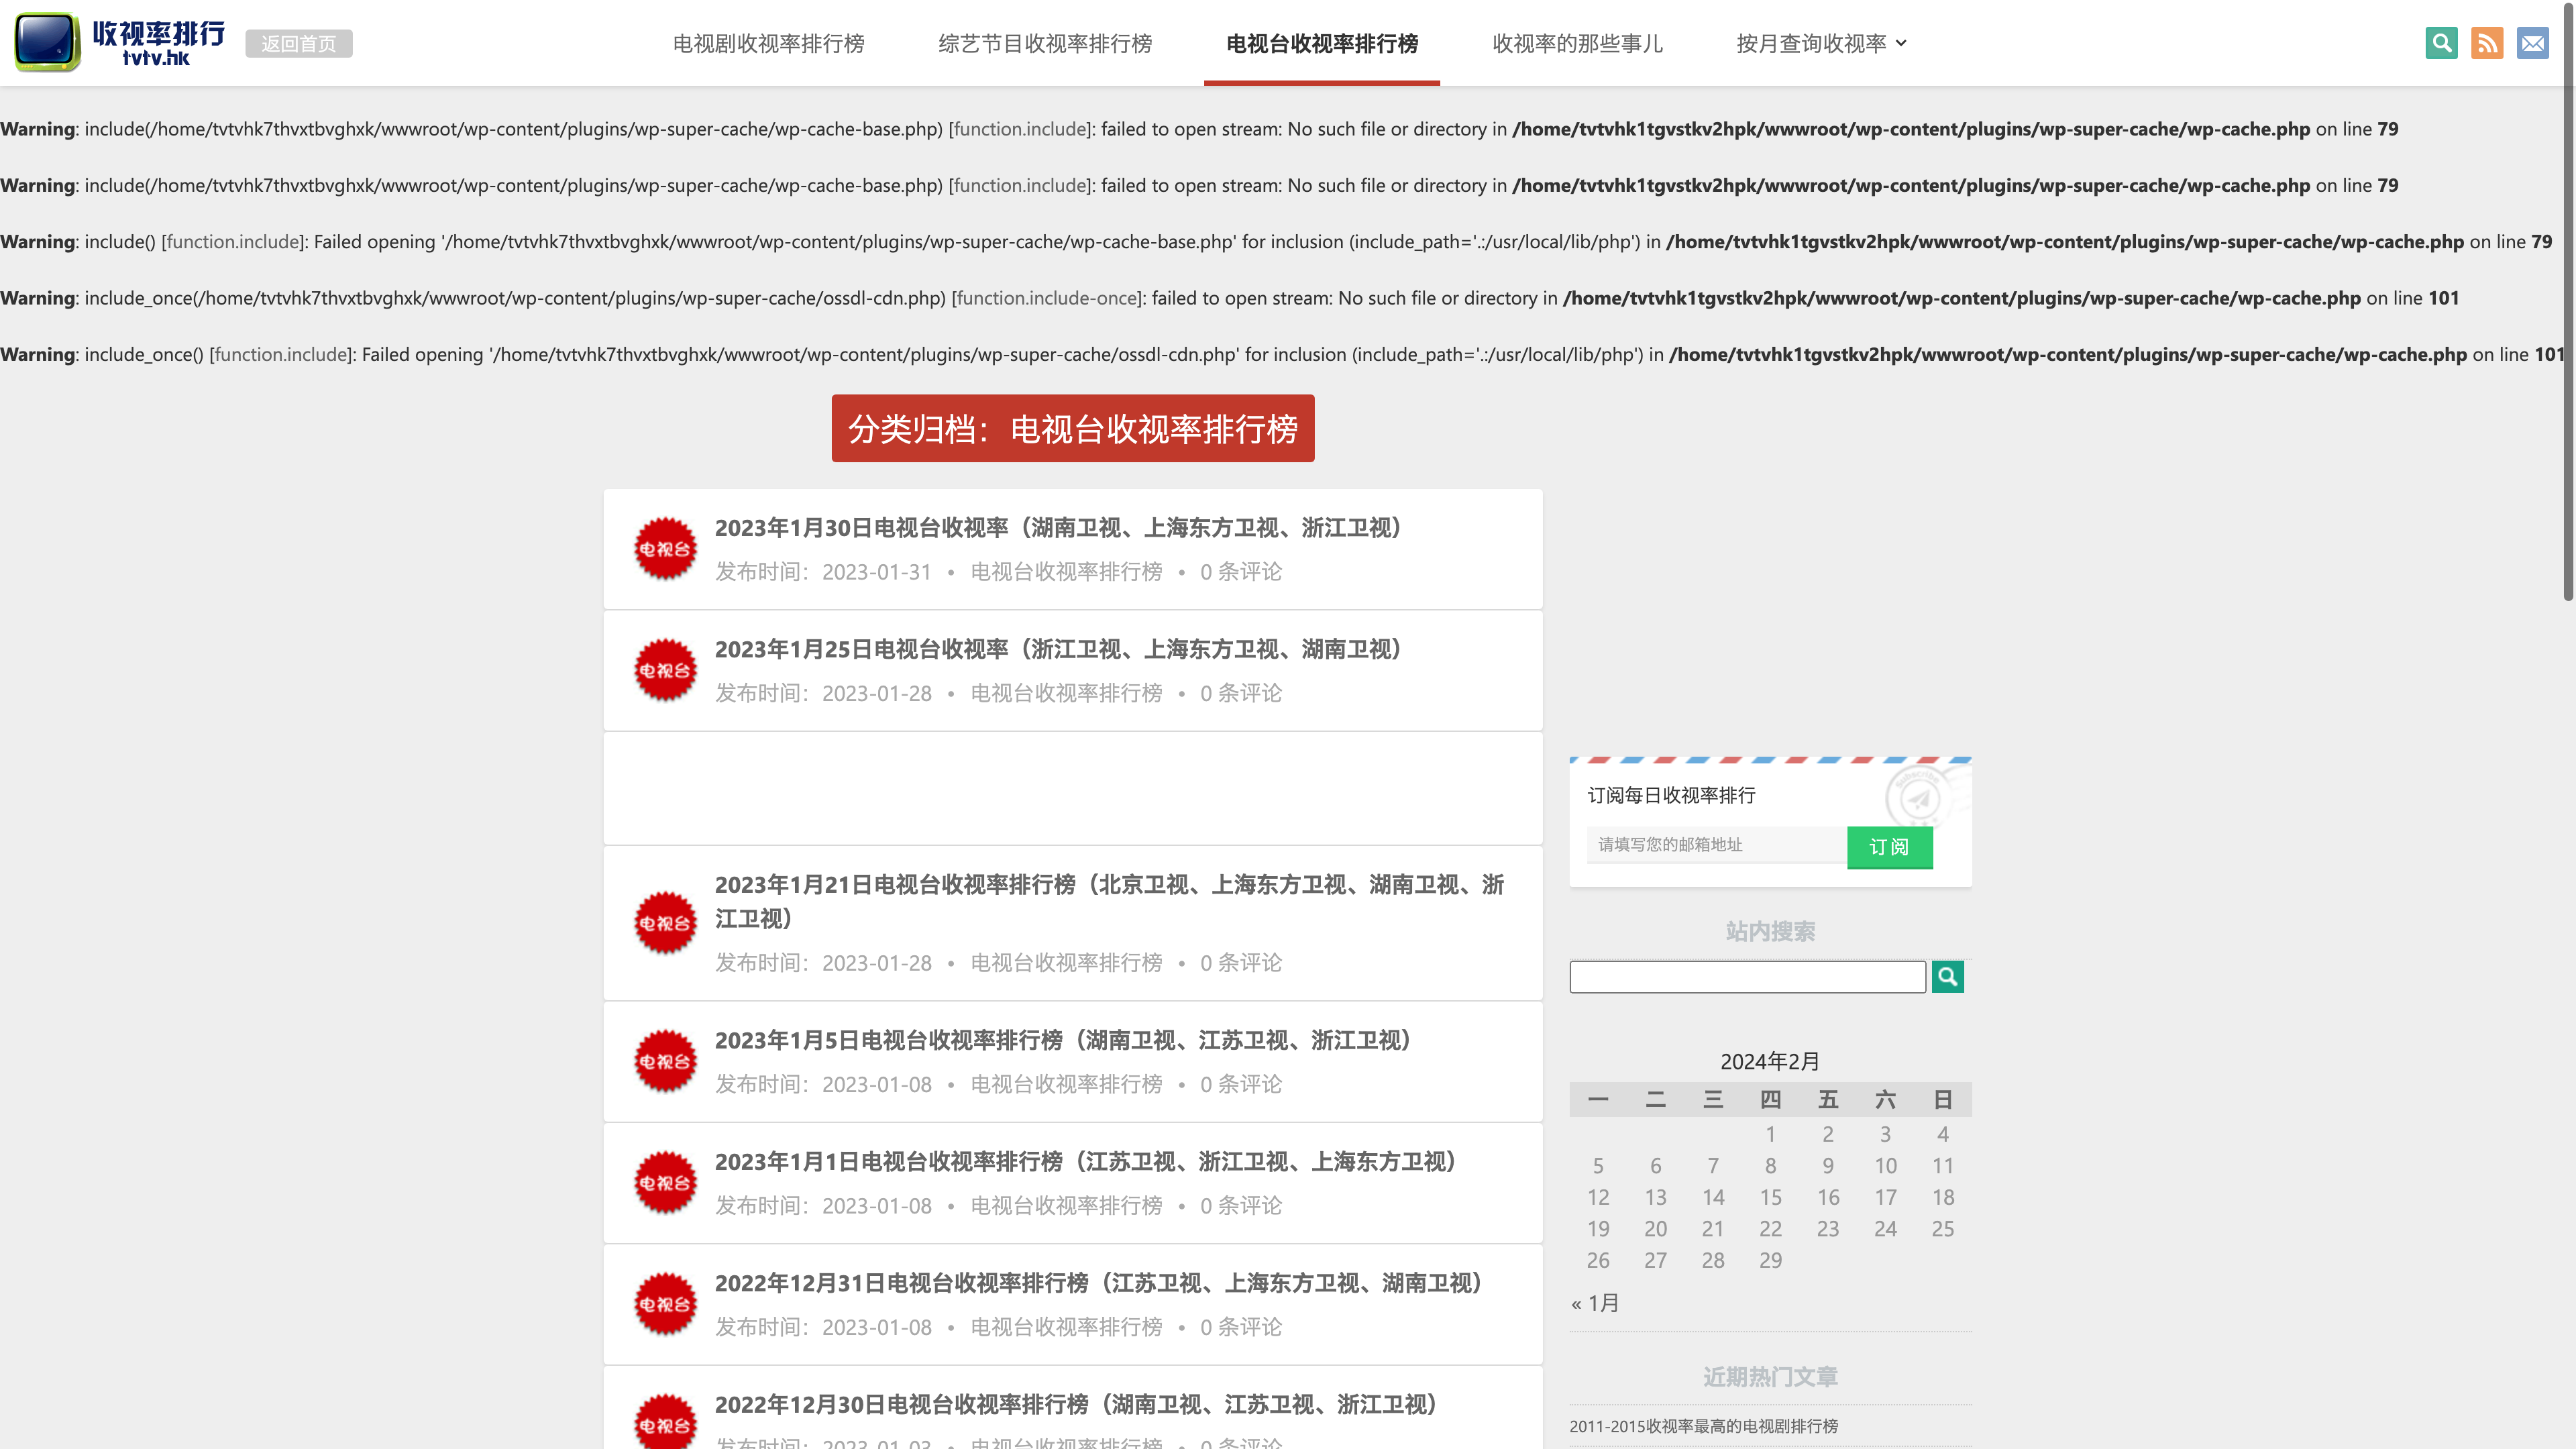 收视率排行
tvtv.hk
返回首页
电视剧收视率排行榜
综艺节目收视率排行榜
电视台收视率排行榜
收视率的那些事儿
按月查询收视率
Warning: include(/home/tvtvhk7thvxtbvghxk/wwwroot/wp-content/plugins/wp-super-cache/wp-cache-base.php) [function.include]: failed to open stream: No such file or directory in /home/tvtvhk1tgvstkv2hpk/wwwroot/wp-content/plugins/wp-super-cache/wp-cache.php on line 79
Warning: include(/home/tvtvhk7thvxtbvghxk/wwwroot/wp-content/plugins/wp-super-cache/wp-cache-base.php) [function.include]: failed to open stream: No such file or directory in /home/tvtvhk1tgvstkv2hpk/wwwroot/wp-content/plugins/wp-super-cache/wp-cache.php on line 79
Warning: include() [function.include]: Failed opening '/home/tvtvhk7thvxtbvghxk/wwwroot/wp-content/plugins/wp-super-cache/wp-cache-base.php' for inclusion (include_path='.:/usr/local/lib/php') in /home/tvtvhk1tgvstkv2hpk/wwwroot/wp-content/plugins/wp-super-cache/wp-cache.php on line 79
Warning: include_once(/home/tvtvhk7thvxtbvghxk/wwwroot/wp-content/plugins/wp-super-cache/ossdl-cdn.php) [function.include-once]: failed to open stream: No such file or directory in /home/tvtvhk1tgvstkv2hpk/wwwroot/wp-content/plugins/wp-super-cache/wp-cache.php on line 101
Warning: include_once() [function.include]: Failed opening '/home/tvtvhk7thvxtbvghxk/wwwroot/wp-content/plugins/wp-super-cache/ossdl-cdn.php' for inclusion (include_path='.:/usr/local/lib/php') in /home/tvtvhk1tgvstkv2hpk/wwwroot/wp-content/plugins/wp-super-cache/wp-cache.php on line 101
分类归档：电视台收视率排行榜
电视台
2023年1月30日电视台收视率（湖南卫视、上海东方卫视、浙江卫视）
发布时间：2023-01-31 • 电视台收视率排行榜 • 0 条评论
电视台
2023年1月25日电视台收视率（浙江卫视、上海东方卫视、湖南卫视）
发布时间：2023-01-28 • 电视台收视率排行榜 • 0 条评论
电视台
2023年1月21日电视台收视率排行榜（北京卫视、上海东方卫视、湖南卫视、浙
江卫视）
发布时间：2023-01-28 • 电视台收视率排行榜 • 0 条评论
电视台
2023年1月5日电视台收视率排行榜（湖南卫视、江苏卫视、浙江卫视）
发布时间：2023-01-08 • 电视台收视率排行榜 • 0 条评论
电视台
2023年1月1日电视台收视率排行榜（江苏卫视、浙江卫视、上海东方卫视）
发布时间：2023-01-08 • 电视台收视率排行榜 • 0 条评论
电视台
2022年12月31日电视台收视率排行榜（江苏卫视、上海东方卫视、湖南卫视）
发布时间：2023-01-08 • 电视台收视率排行榜 • 0 条评论
电视台
2022年12月30日电视台收视率排行榜（湖南卫视、江苏卫视、浙江卫视）
发布时间：2023-01-03 • 电视台收视率排行榜 • 0 条评论
Subscribe
订阅每日收视率排行
请填写您的邮箱地址
订阅
站内搜索
2024年2月
一 二 三 四 五 六 日
1 2 3 4
5 6 7 8 9 10 11
12 13 14 15 16 17 18
19 20 21 22 23 24 25
26 27 28 29
« 1月
近期热门文章
2011-2015收视率最高的电视剧排行榜